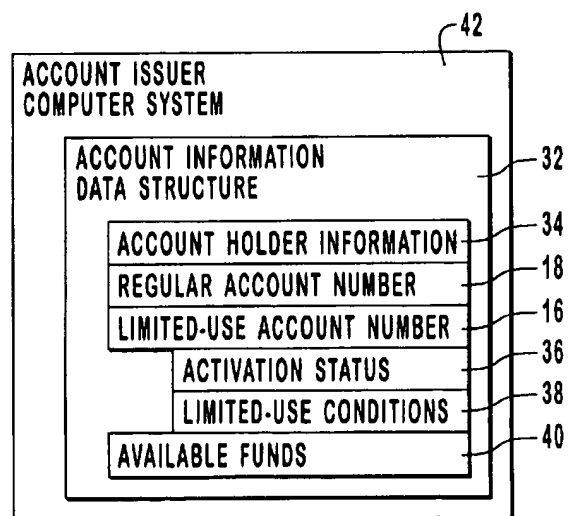 42
ACCOUNT ISSUER
COMPUTER SYSTEM
ACCOUNT INFORMATION
DATA STRUCTURE
32
ACCOUNT HOLDER INFORMATION
34
REGULAR ACCOUNT NUMBER
18
LIMITED-USE ACCOUNT NUMBER
16
ACTIVATION STATUS
36
LIMITED-USE CONDITIONS
38
AVAILABLE FUNDS
40